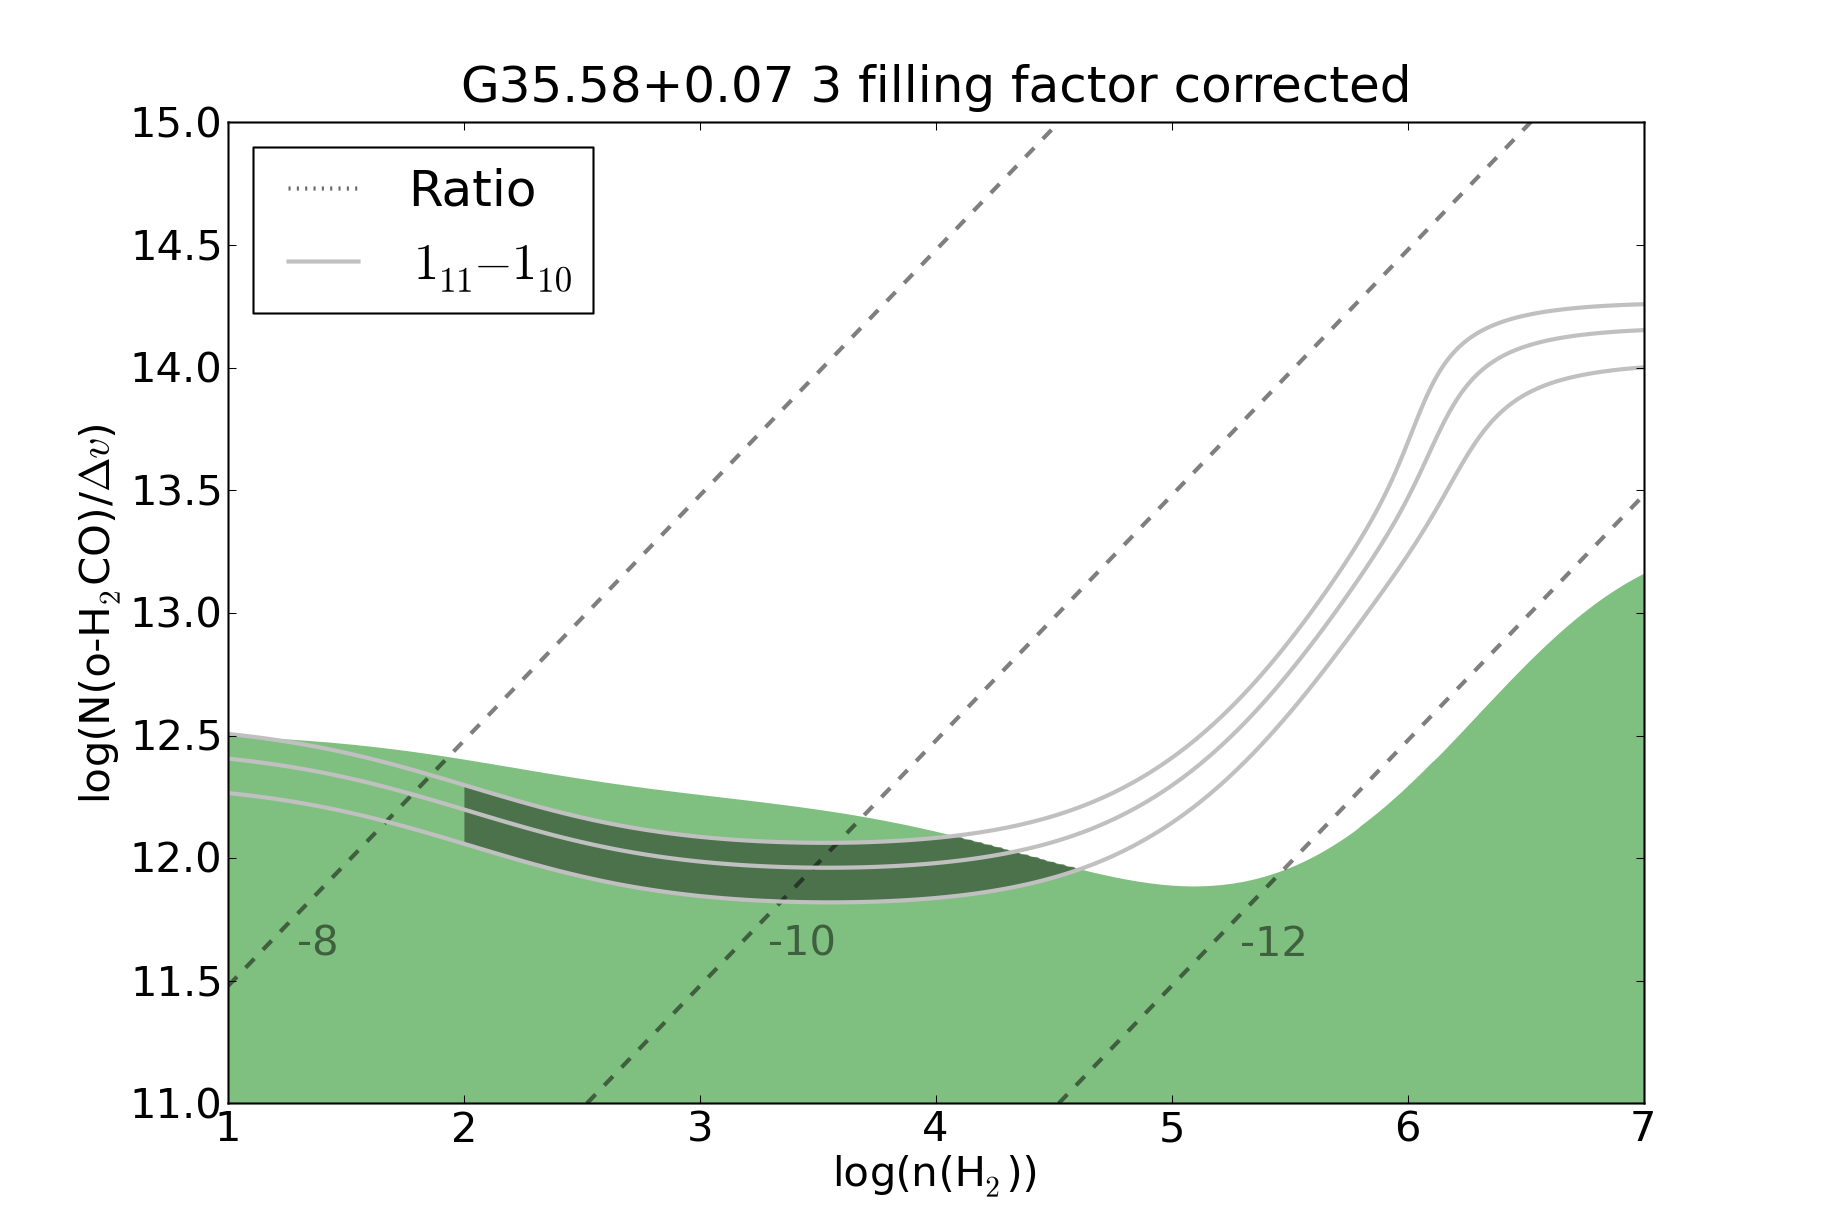 G35.58+0.07 3 filling factor corrected
15.0
14.5
14.0
13.5
13.0
12.5
12.0
11.5
11.0
log(N(o-H₂CO)/Δv)
Ratio
1₁₁−1₁₀
-8
-10
-12
1 2 3 4 5 6 7
log(n(H₂))